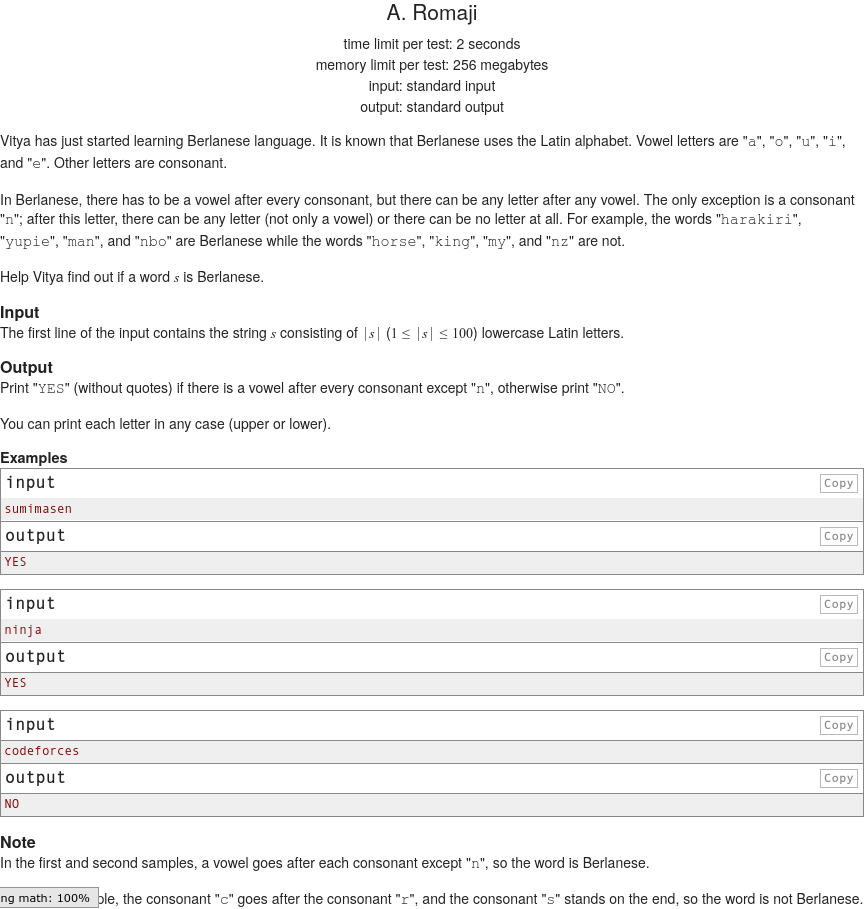 A. Romaji
time limit per test: 2 seconds
memory limit per test: 256 megabytes
input: standard input
output: standard output
Vitya has just started learning Berlanese language. It is known that Berlanese uses the Latin alphabet. Vowel letters are "a", "o", "u", "i",
and "e". Other letters are consonant.
In Berlanese, there has to be a vowel after every consonant, but there can be any letter after any vowel. The only exception is a consonant
"n"; after this letter, there can be any letter (not only a vowel) or there can be no letter at all. For example, the words "harakiri",
"yupie", "man", and "nbo" are Berlanese while the words "horse", "king", "my", and "nz" are not.
Help Vitya find out if a word s is Berlanese.
Input
The first line of the input contains the string s consisting of |s| (1 ≤ |s| ≤ 100) lowercase Latin letters.
Output
Print "YES" (without quotes) if there is a vowel after every consonant except "n", otherwise print "NO".
You can print each letter in any case (upper or lower).
Examples
input Copy
sumimasen
output Copy
YES
input Copy
ninja
output Copy
YES
input Copy
codeforces
output Copy
NO
Note
In the first and second samples, a vowel goes after each consonant except "n", so the word is Berlanese.
ng math: 100% ple, the consonant "c" goes after the consonant "r", and the consonant "s" stands on the end, so the word is not Berlanese.